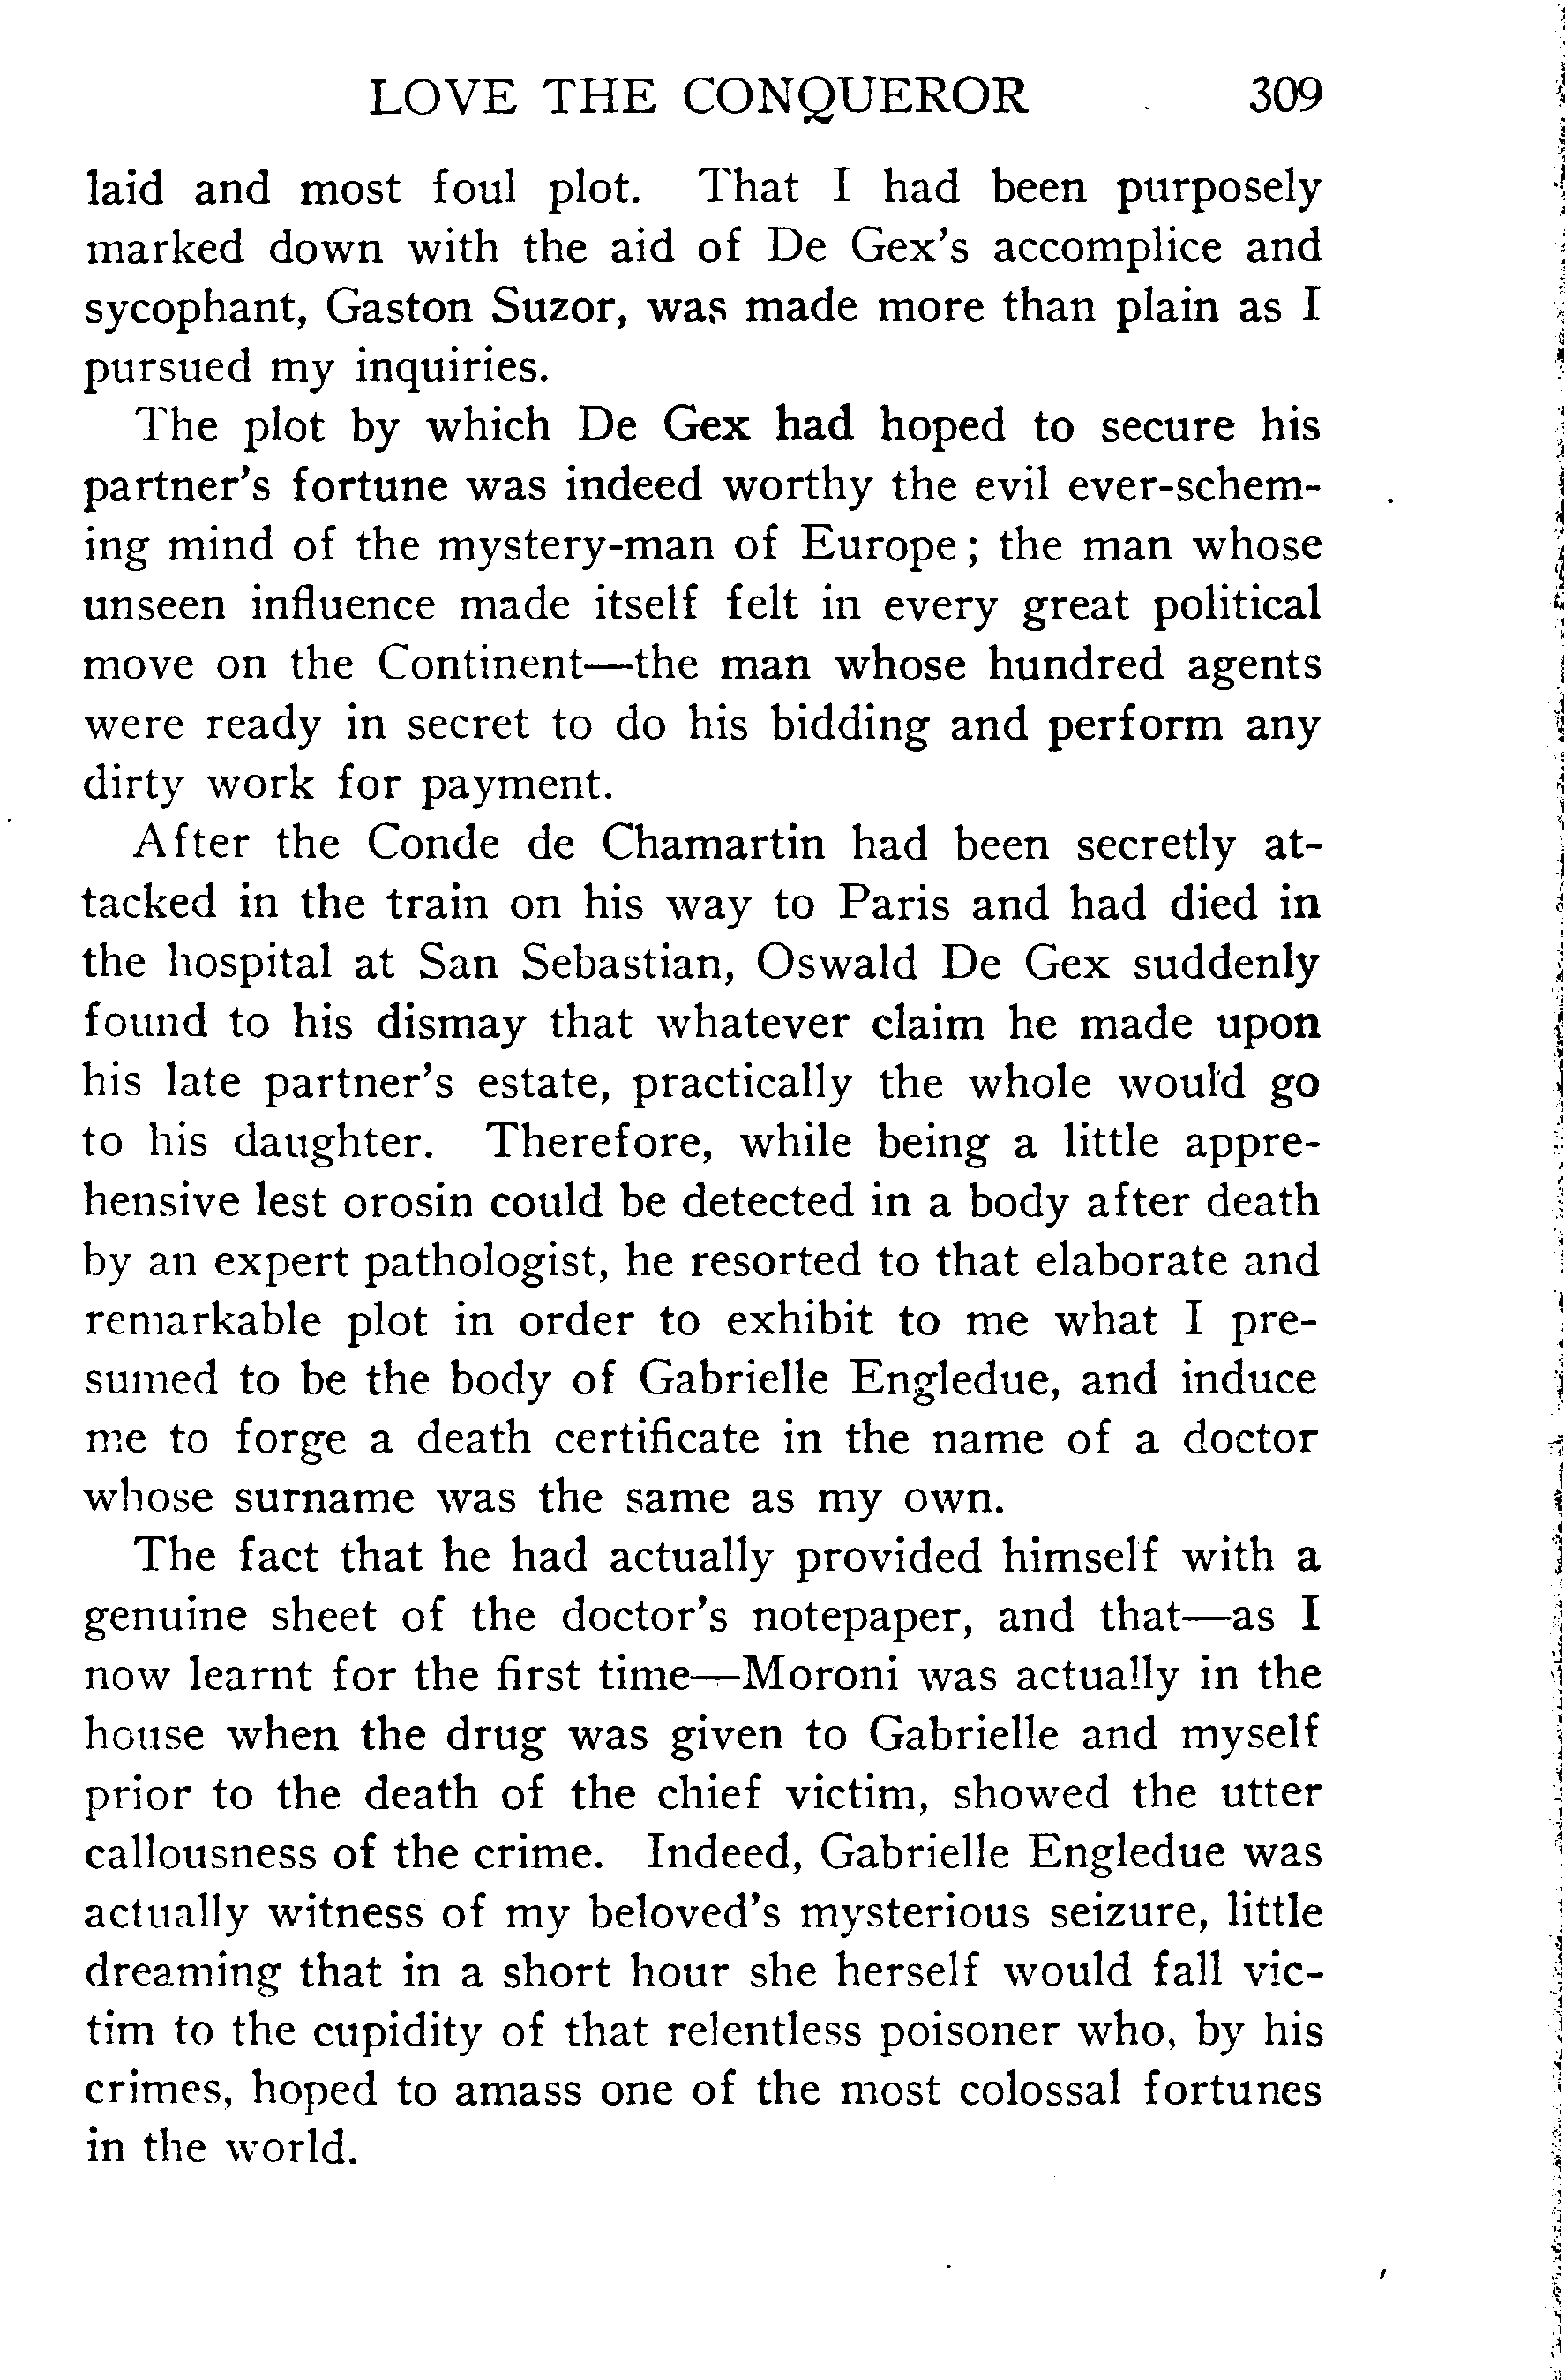 LOVE THE CONQUEROR 309
laid and most foul plot. That I had been purposely
marked down with the aid of De Gex's accomplice and
sycophant, Gaston Suzor, was made more than plain as I
pursued my inquiries.
The plot by which De Gex had hoped to secure his
partner's fortune was indeed worthy the evil ever-schem-
ing mind of the mystery-man of Europe; the man whose
unseen influence made itself felt in every great political
move on the Continent—the man whose hundred agents
were ready in secret to do his bidding and perform any
dirty work for payment.
After the Conde de Chamartin had been secretly at-
tacked in the train on his way to Paris and had died in
the hospital at San Sebastian, Oswald De Gex suddenly
found to his dismay that whatever claim he made upon
his late partner's estate, practically the whole would go
to his daughter. Therefore, while being a little appre-
hensive lest orosin could be detected in a body after death
by an expert pathologist, he resorted to that elaborate and
remarkable plot in order to exhibit to me what I pre-
sumed to be the body of Gabrielle Engledue, and induce
me to forge a death certificate in the name of a doctor
whose surname was the same as my own.
The fact that he had actually provided himself with a
genuine sheet of the doctor's notepaper, and that—as I
now learnt for the first time—Moroni was actually in the
house when the drug was given to Gabrielle and myself
prior to the death of the chief victim, showed the utter
callousness of the crime. Indeed, Gabrielle Engledue was
actually witness of my beloved's mysterious seizure, little
dreaming that in a short hour she herself would fall vic-
tim to the cupidity of that relentless poisoner who, by his
crimes, hoped to amass one of the most colossal fortunes
in the world.